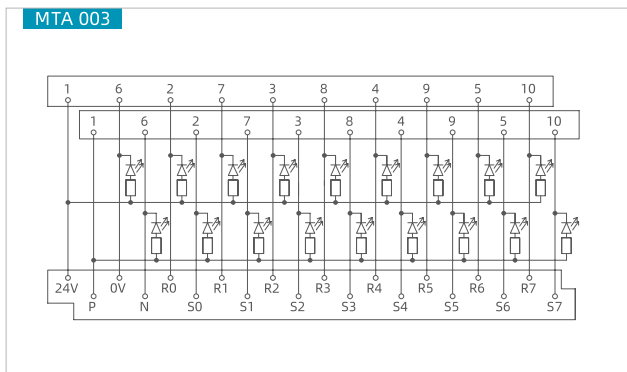 MTA 003
1 6 2 7 3 8 4 9 5 10
1 6 2 7 3 8 4 9 5 10
24V 0V R0 R1 R2 R3 R4 R5 R6 R7
P N S0 S1 S2 S3 S4 S5 S6 S7